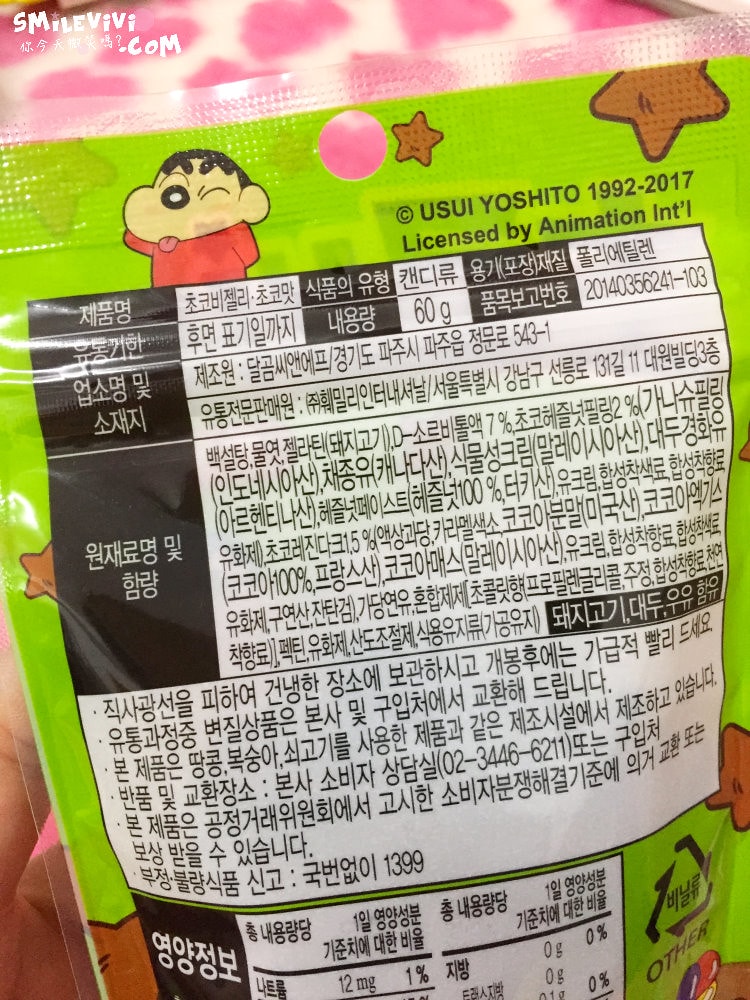 SMiLEViVi
你今天微笑嗎? .COM
© USUI YOSHITO 1992-2017
Licensed by Animation Int'l
제품명 초코비젤리·초코맛 식품의 유형 캔디류 용기(포장)재질 폴리에틸렌
유통기한 후면 표기일까지 내용량 60 g 품목보고번호 20140356241-103
업소명 및 소재지 제조원 : 달콤씨앤에프/경기도 파주시 파주읍 정문로 543-1
유통전문판매원 : ㈜훼밀리인터내셔날/서울특별시 강남구 선릉로 131길 11 대원빌딩3층
원재료명 및 함량
백설탕,물엿,젤라틴(돼지고기),D-소르비톨액 7 %,초코헤즐넛필링2 %(가나슈필링
(인도네시아산),채종유(캐나다산),식물성크림(말레이시아산),대두경화유
(아르헨티나산),헤즐넛페이스트(헤즐넛100 %,터키산),유크림,합성착색료,합성착향료
유화제),초코레진다크1.5 %(액상과당,카라멜색소,코코아분말(미국산),코코아엑기스
(코코아100%,프랑스산),코코아매스(말레이시아산),유크림,합성착향료,합성착색료,
유화제,구연산,잔탄검),가당연유,혼합제제[초콜릿향(프로필렌글리콜,주정,합성착향료,천연
착향료)],펙틴,유화제,산도조절제,식용유지류(가공유지) 돼지고기,대두,우유 함유
· 직사광선을 피하여 건냉한 장소에 보관하시고 개봉후에는 가급적 빨리 드세요.
· 유통과정중 변질상품은 본사 및 구입처에서 교환해 드립니다.
· 본 제품은 땅콩,복숭아,쇠고기를 사용한 제품과 같은 제조시설에서 제조하고 있습니다.
· 반품 및 교환장소 : 본사 소비자 상담실(02-3446-6211)또는 구입처
· 본 제품은 공정거래위원회에서 고시한 소비자분쟁해결기준에 의거 교환 또는
보상 받을 수 있습니다.
· 부정·불량식품 신고 : 국번없이 1399
영양정보 총 내용량당 1일 영양성분 기준치에 대한 비율 총 내용량당 1일 영양성분 기준치에 대한 비율
나트륨 12 mg 1% 지방 0 g 0%
트랜스지방 0 g
0.1 g 0%
비닐류
OTHER